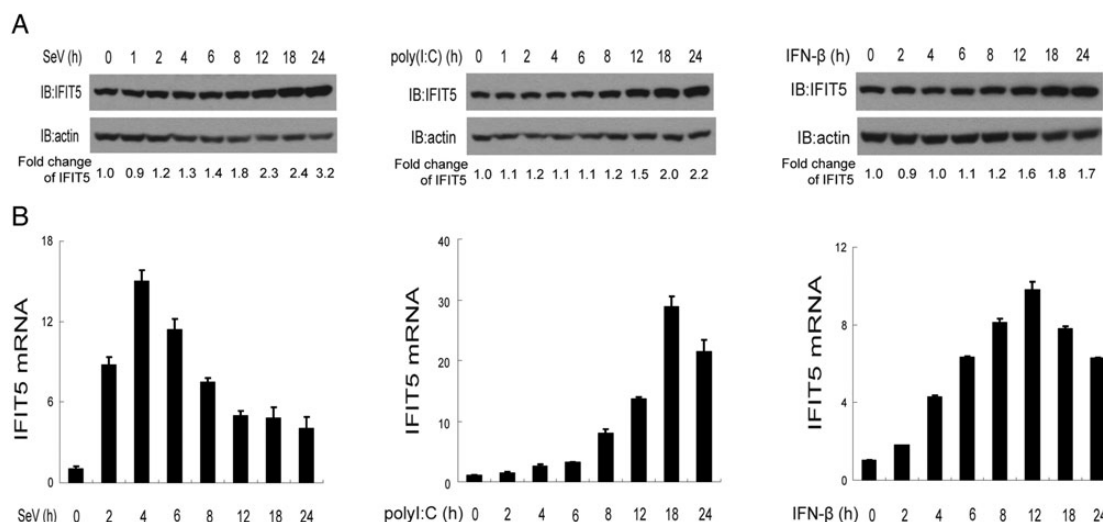 A
SeV (h) 0 1 2 4 6 8 12 18 24
IB:IFIT5
IB:actin
Fold change
of IFIT5 1.0 0.9 1.2 1.3 1.4 1.8 2.3 2.4 3.2
poly(I:C) (h) 0 1 2 4 6 8 12 18 24
IB:IFIT5
IB:actin
Fold change
of IFIT5 1.0 1.1 1.2 1.1 1.1 1.2 1.5 2.0 2.2
IFN-β (h) 0 2 4 6 8 12 18 24
IB:IFIT5
IB:actin
Fold change
of IFIT5 1.0 0.9 1.0 1.1 1.2 1.6 1.8 1.7
B
IFIT5 mRNA
18
12
6
0
SeV (h) 0 2 4 6 8 12 18 24
IFIT5 mRNA
40
30
20
10
0
polyI:C (h) 0 2 4 6 8 12 18 24
IFIT5 mRNA
12
8
4
0
IFN-β (h) 0 2 4 6 8 12 18 24